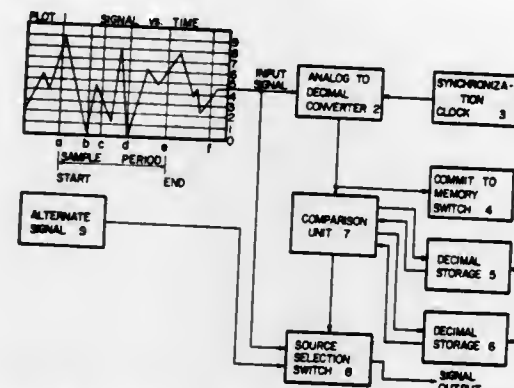 PLOT SIGNAL vs. TIME
9
8
7
6
5
4
3
2
1
0
a b c d e f
SAMPLE PERIOD
START END
INPUT
SIGNAL
ANALOG TO
DECIMAL
CONVERTER 2
SYNCHRONIZA-
TION
CLOCK 3
COMMIT TO
MEMORY
SWITCH 4
ALTERNATE
SIGNAL 9
COMPARISON
UNIT 7
DECIMAL
STORAGE 5
DECIMAL
STORAGE 6
SOURCE
SELECTION
SWITCH 8
SIGNAL
OUTPUT